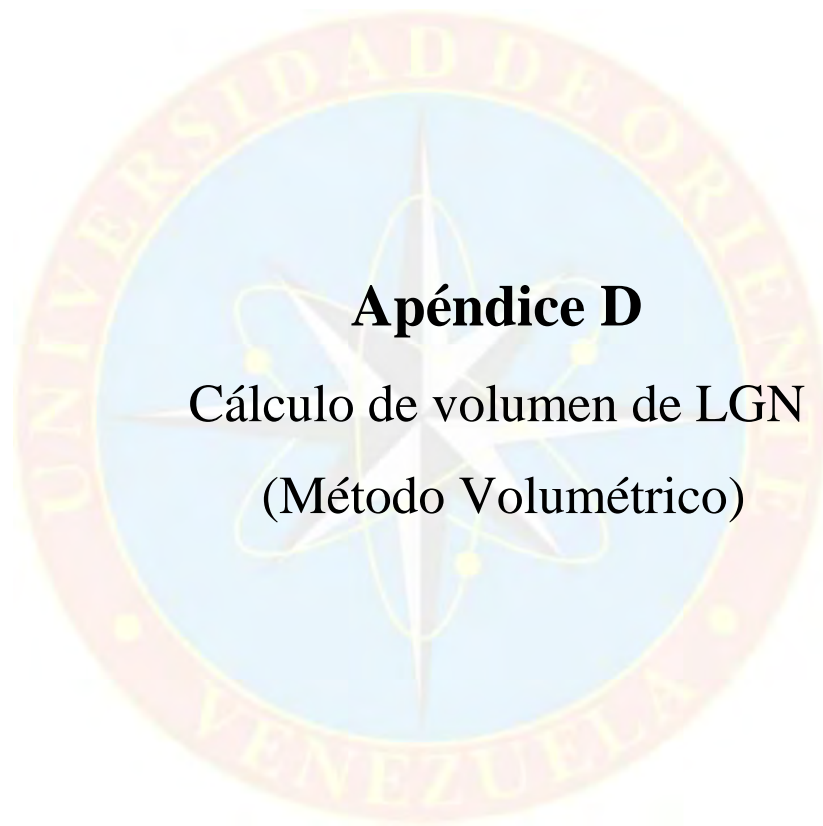 UNIVERSIDAD DE ORIENTE
Apéndice D
Cálculo de volumen de LGN
(Método Volumétrico)
VENEZUELA